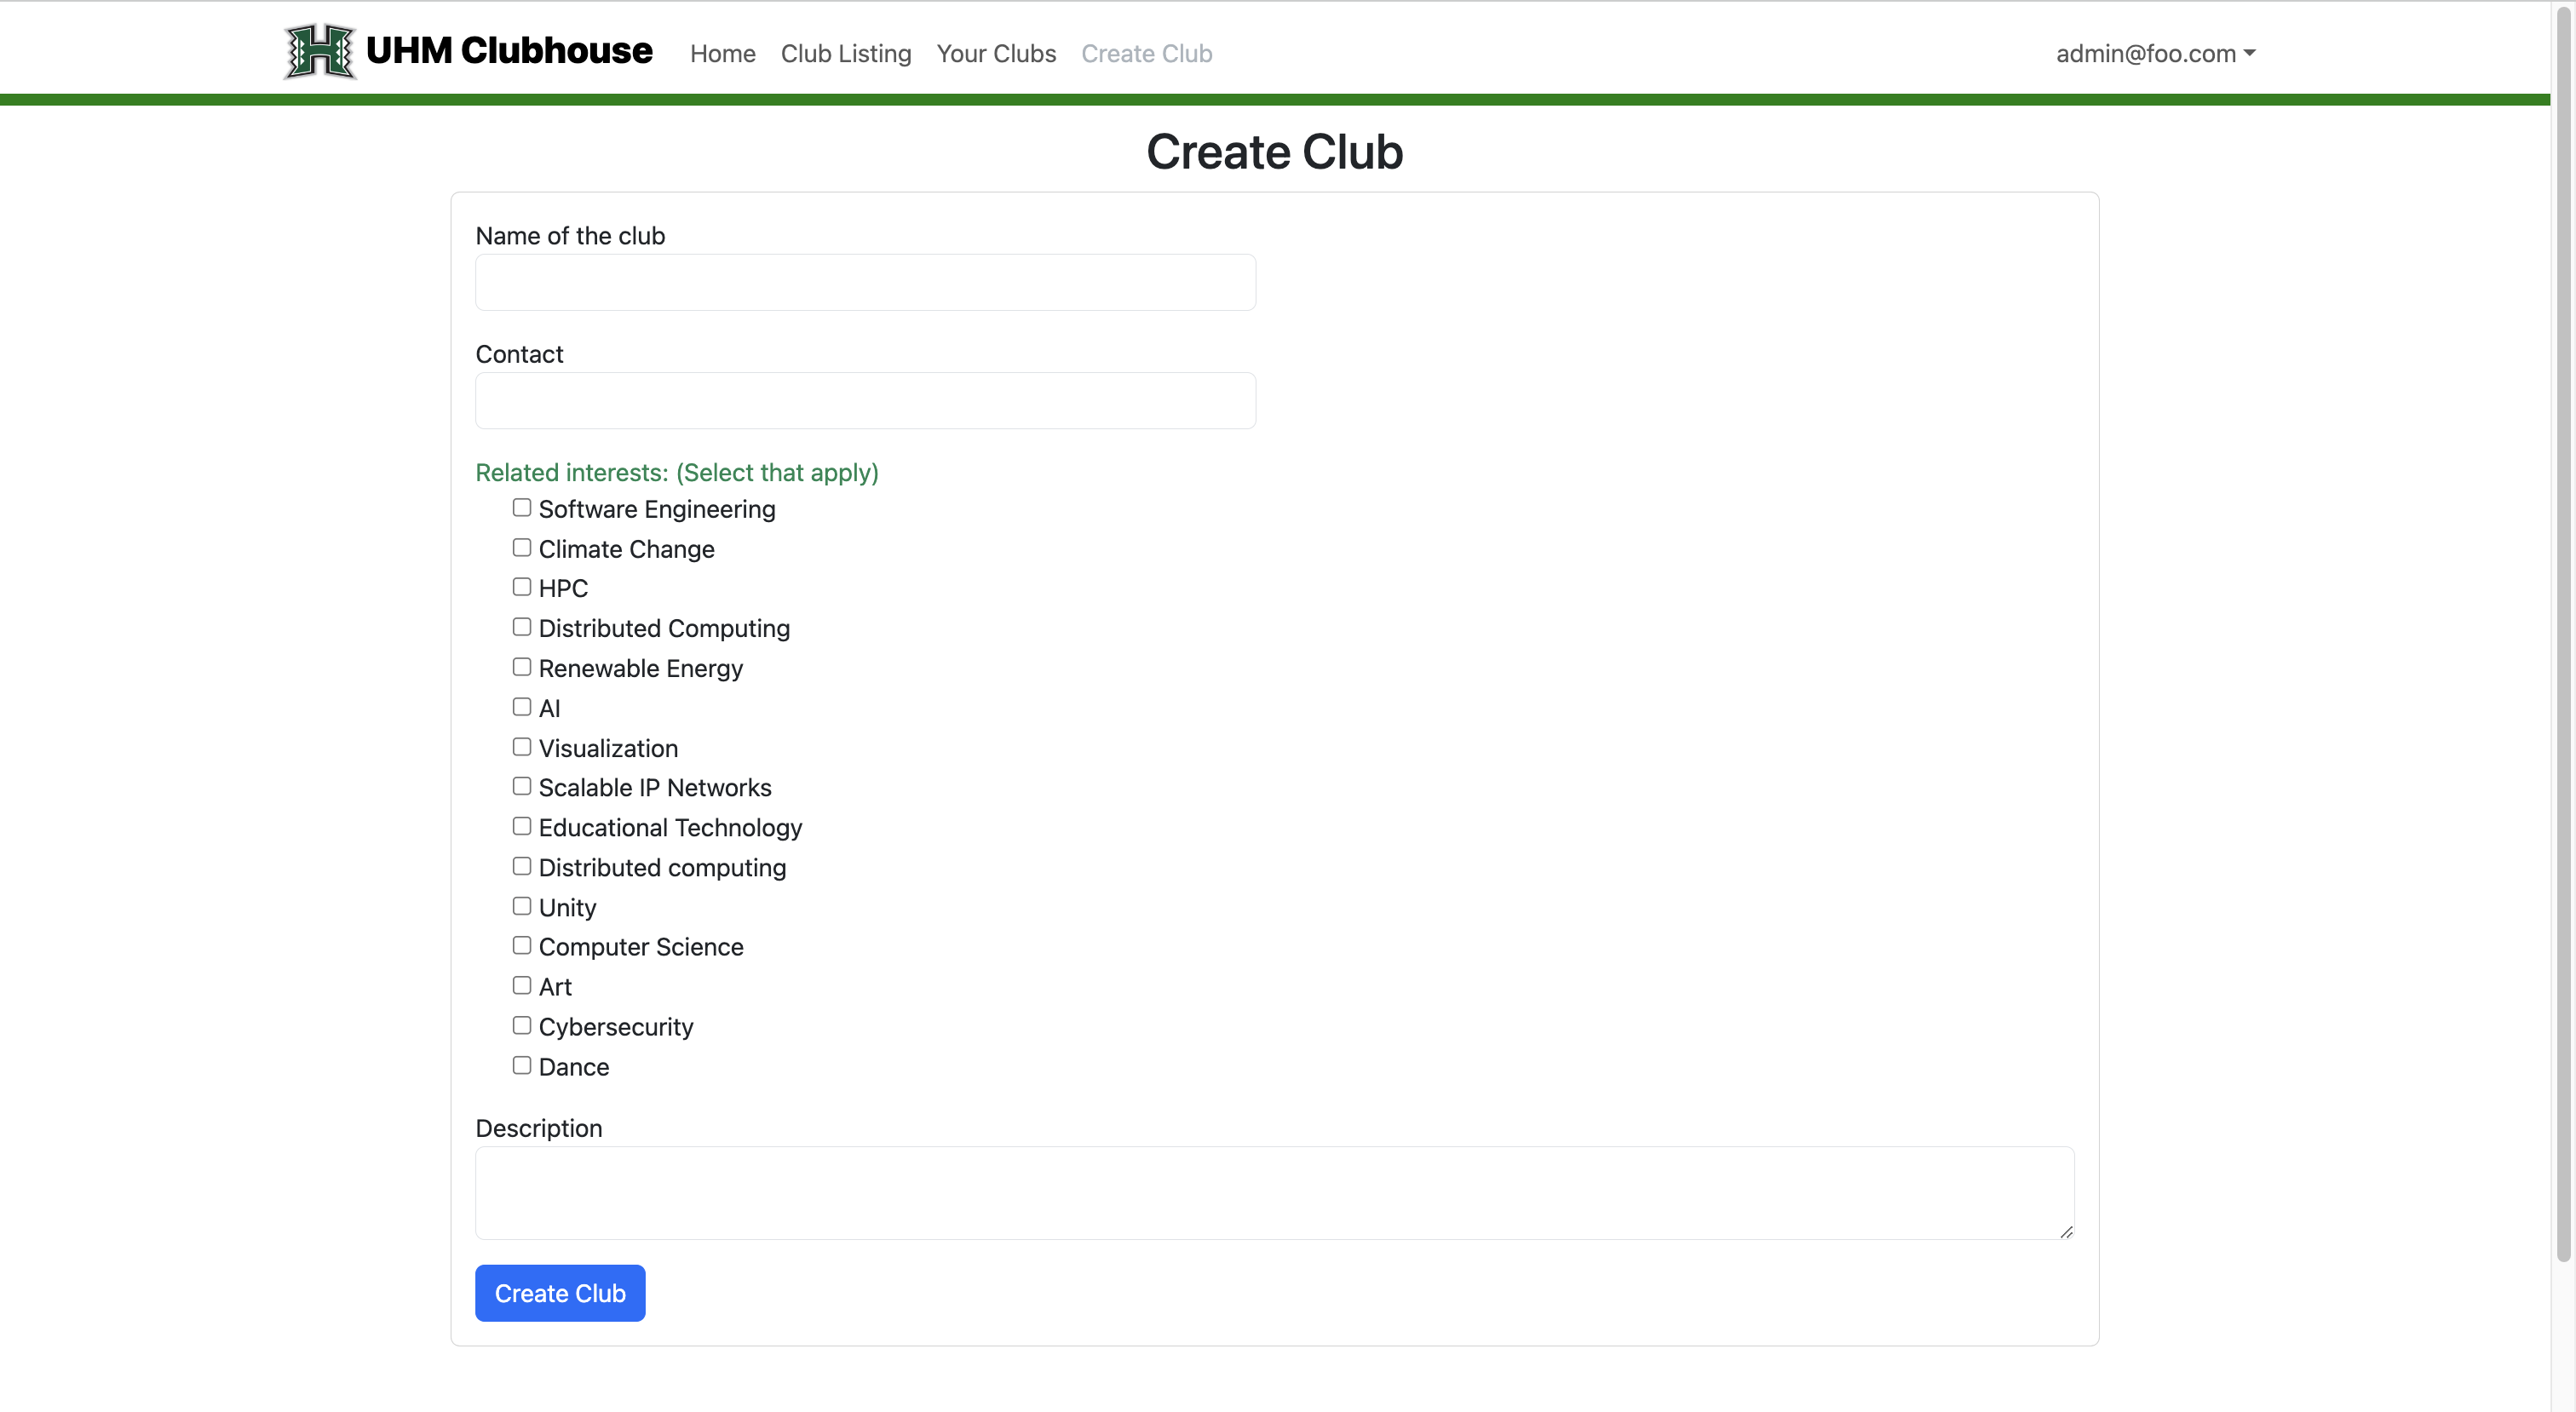 UHM Clubhouse Home Club Listing Your Clubs Create Club admin@foo.com
Create Club
Name of the club
Contact
Related interests: (Select that apply)
Software Engineering
Climate Change
HPC
Distributed Computing
Renewable Energy
AI
Visualization
Scalable IP Networks
Educational Technology
Distributed computing
Unity
Computer Science
Art
Cybersecurity
Dance
Description
Create Club